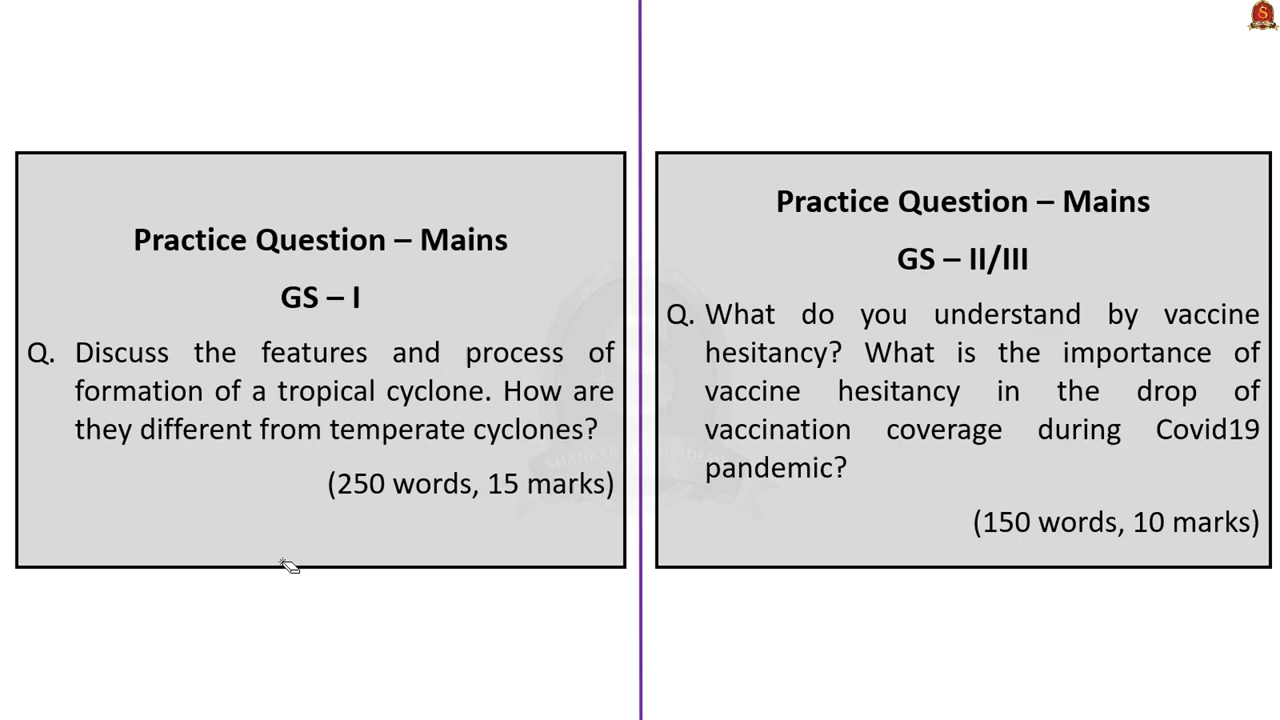 Practice Question – Mains
GS – I
Q. Discuss the features and process of
formation of a tropical cyclone. How are
they different from temperate cyclones?
(250 words, 15 marks)
Practice Question – Mains
GS – II/III
Q. What do you understand by vaccine
hesitancy? What is the importance of
vaccine hesitancy in the drop of
vaccination coverage during Covid19
pandemic?
(150 words, 10 marks)